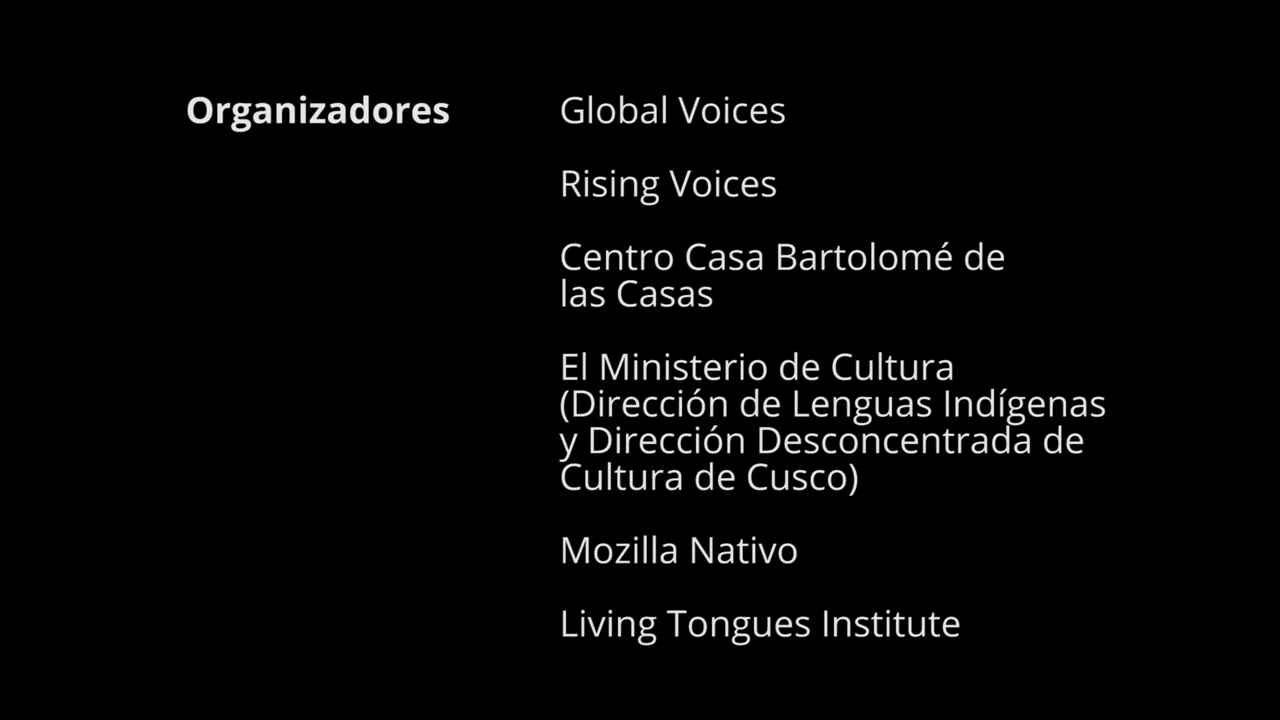 Organizadores
Global Voices
Rising Voices
Centro Casa Bartolomé de
las Casas
El Ministerio de Cultura
(Dirección de Lenguas Indígenas
y Dirección Desconcentrada de
Cultura de Cusco)
Mozilla Nativo
Living Tongues Institute